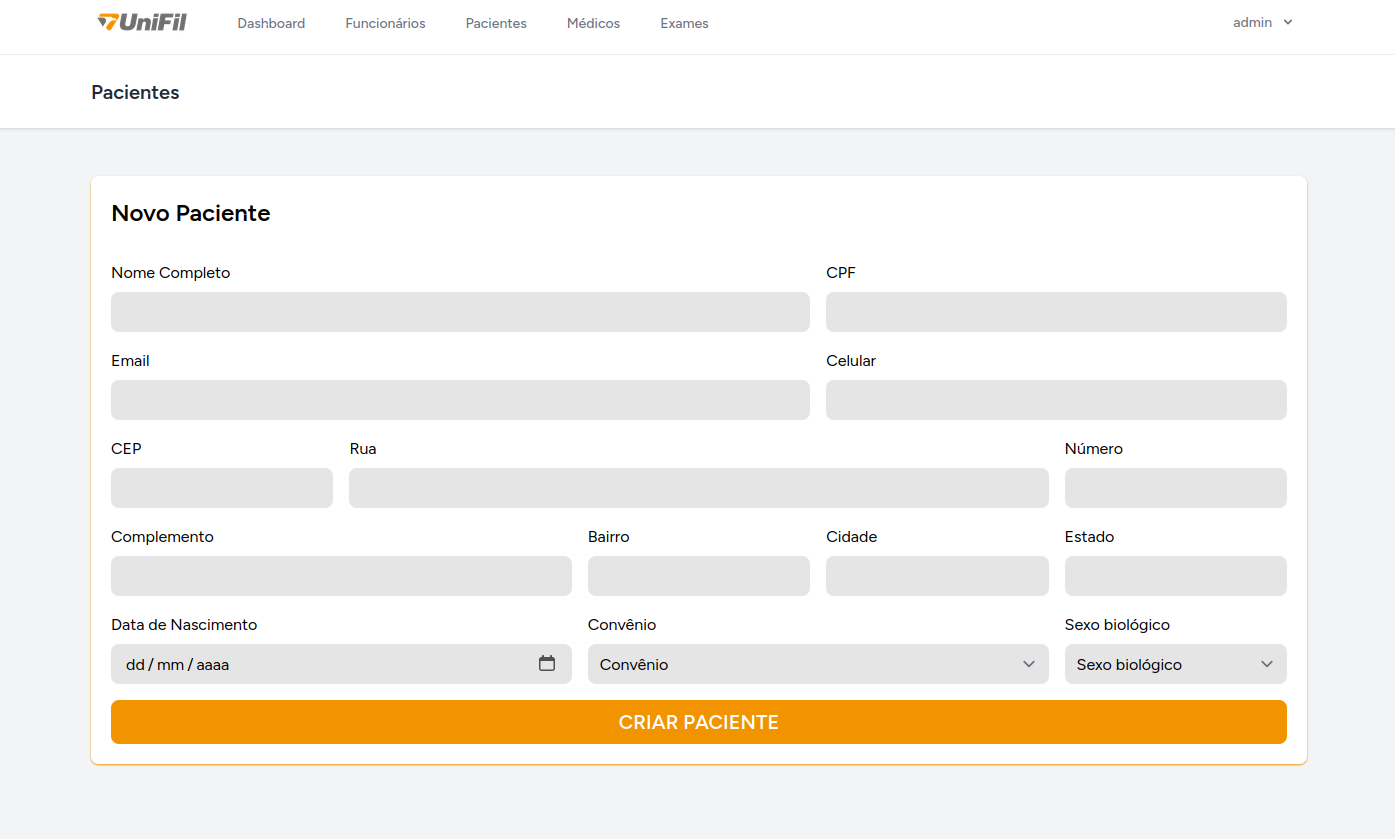 UniFil Dashboard Funcionários Pacientes Médicos Exames admin
Pacientes
Novo Paciente
Nome Completo CPF
Email Celular
CEP Rua Número
Complemento Bairro Cidade Estado
Data de Nascimento Convênio Sexo biológico
dd / mm / aaaa Convênio Sexo biológico
CRIAR PACIENTE